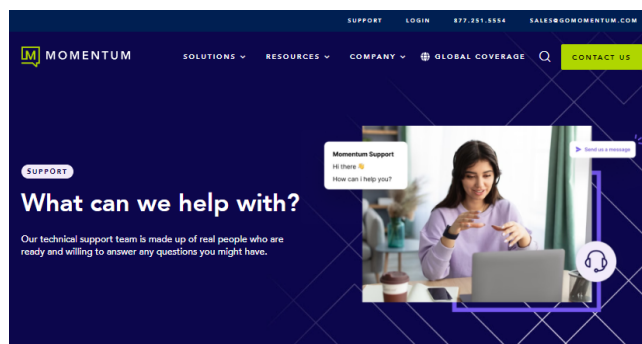 SUPPORT LOGIN 877.251.5554 SALES@GOMOMENTUM.COM
M MOMENTUM SOLUTIONS RESOURCES COMPANY GLOBAL COVERAGE CONTACT US
Momentum Support
Hi there 👋
How can i help you?
Send us a message
SUPPORT
What can we help with?
Our technical support team is made up of real people who are
ready and willing to answer any questions you might have.